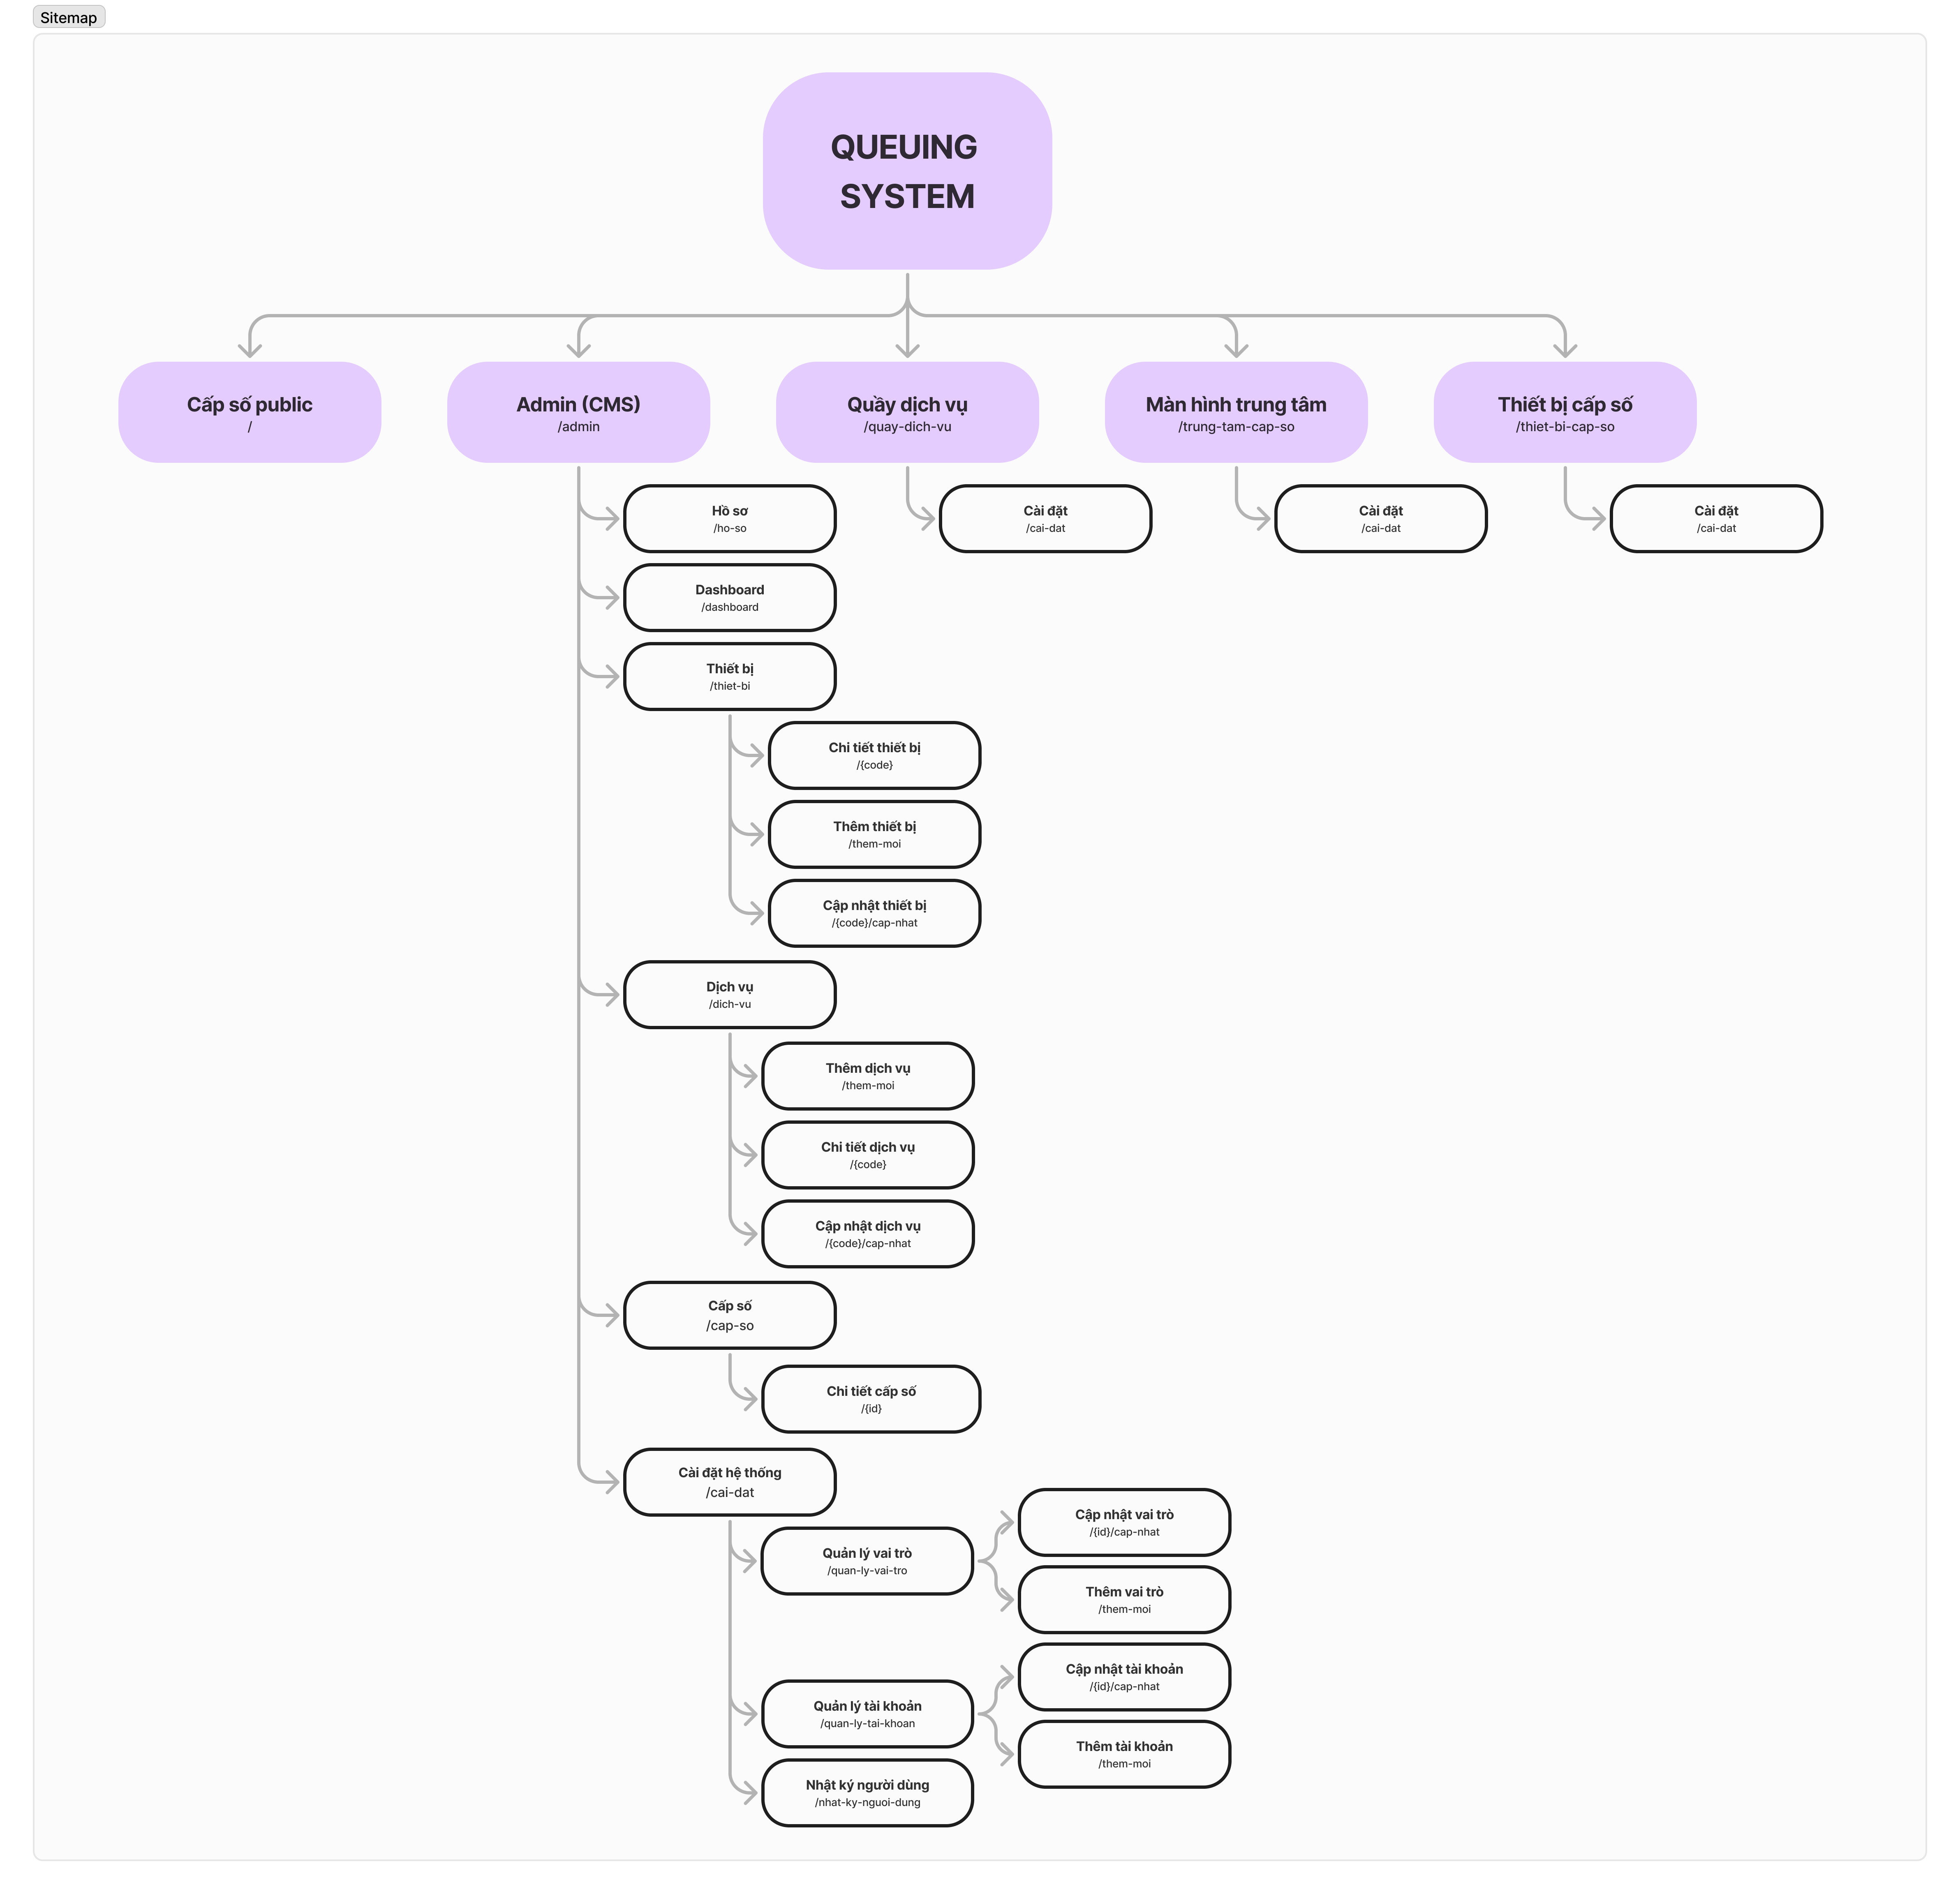 Sitemap
QUEUING
SYSTEM
Cấp số public
/
Admin (CMS)
/admin
Quầy dịch vụ
/quay-dich-vu
Màn hình trung tâm
/trung-tam-cap-so
Thiết bị cấp số
/thiet-bi-cap-so
Hồ sơ
/ho-so
Cài đặt
/cai-dat
Cài đặt
/cai-dat
Cài đặt
/cai-dat
Dashboard
/dashboard
Thiết bị
/thiet-bi
Chi tiết thiết bị
/{code}
Thêm thiết bị
/them-moi
Cập nhật thiết bị
/{code}/cap-nhat
Dịch vụ
/dich-vu
Thêm dịch vụ
/them-moi
Chi tiết dịch vụ
/{code}
Cập nhật dịch vụ
/{code}/cap-nhat
Cấp số
/cap-so
Chi tiết cấp số
/{id}
Cài đặt hệ thống
/cai-dat
Quản lý vai trò
/quan-ly-vai-tro
Cập nhật vai trò
/{id}/cap-nhat
Thêm vai trò
/them-moi
Quản lý tài khoản
/quan-ly-tai-khoan
Cập nhật tài khoản
/{id}/cap-nhat
Thêm tài khoản
/them-moi
Nhật ký người dùng
/nhat-ky-nguoi-dung